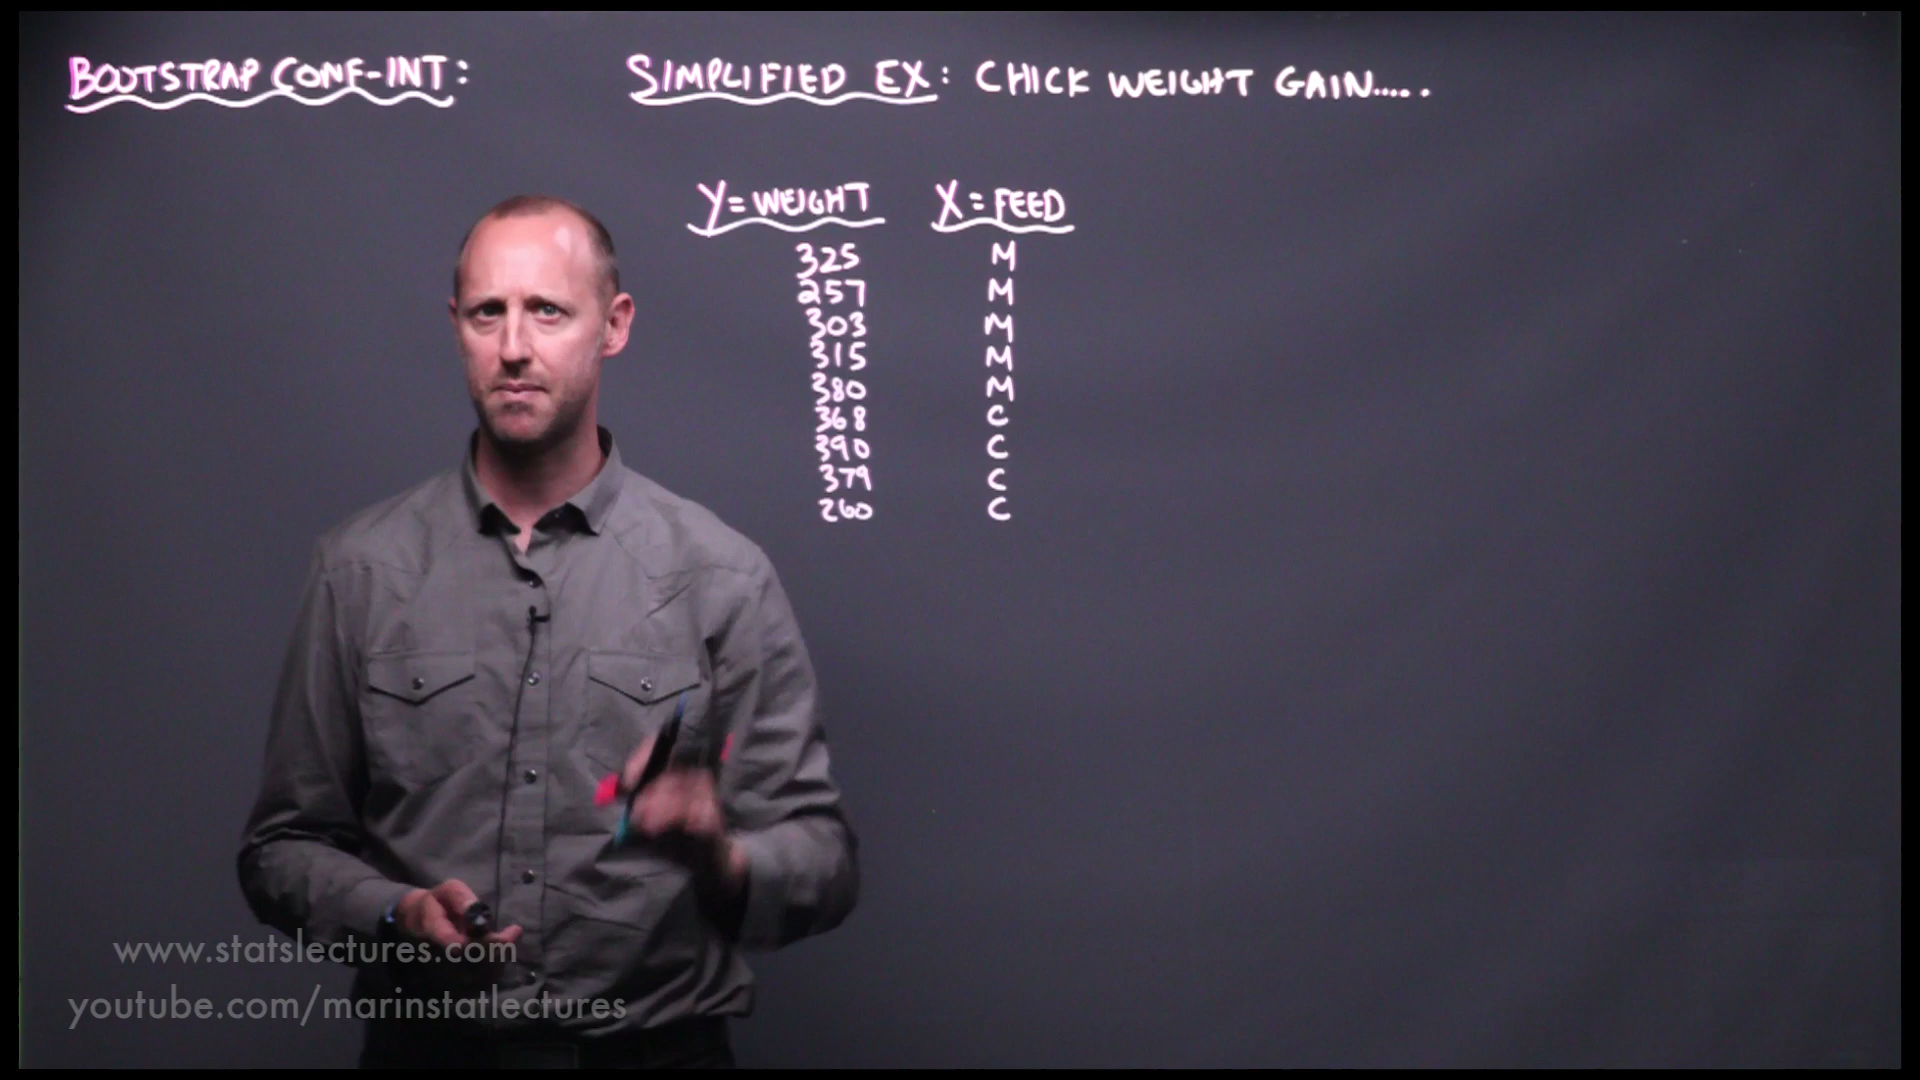 BOOTSTRAP CONF-INT: SIMPLIFIED EX: CHICK WEIGHT GAIN.....
Y=WEIGHT X=FEED
325 M
257 M
303 M
315 M
380 M
368 C
390 C
379 C
260 C
www.statslectures.com
youtube.com/marinstatlectures